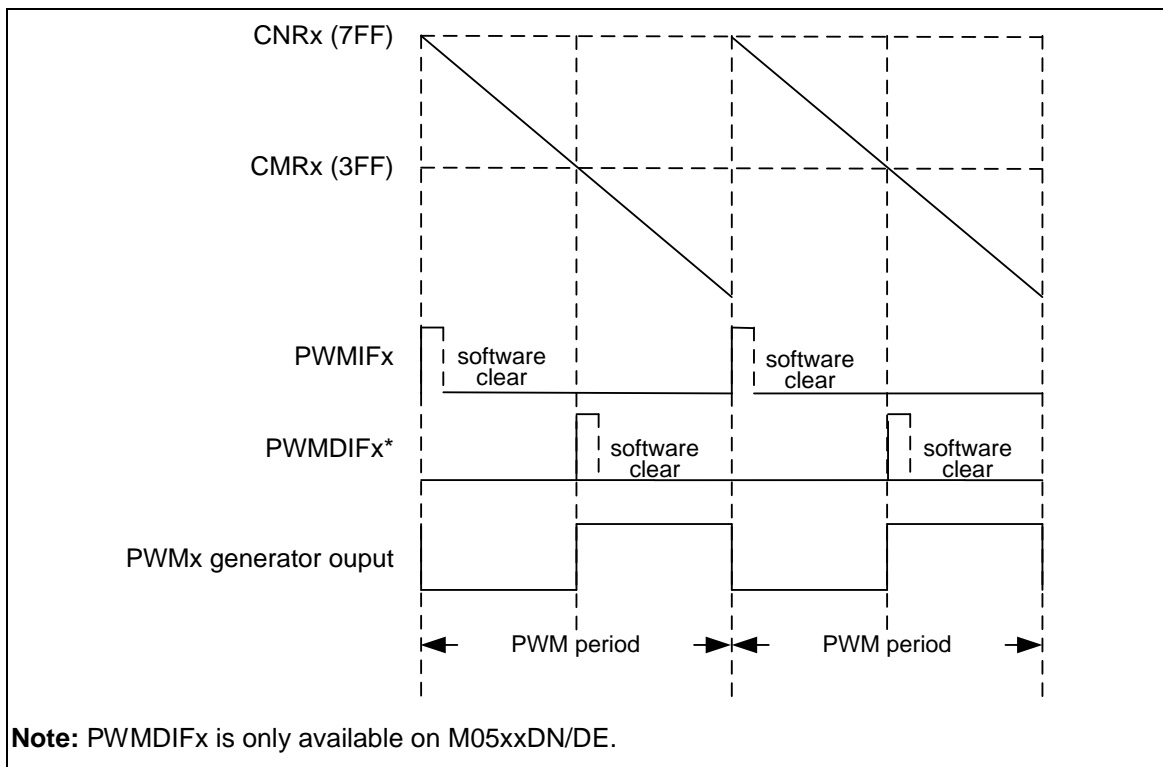 CNRx (7FF)
CMRx (3FF)
PWMIFx
software
clear
software
clear
PWMDIFx*
software
clear
software
clear
PWMx generator ouput
PWM period
PWM period
Note: PWMDIFx is only available on M05xxDN/DE.